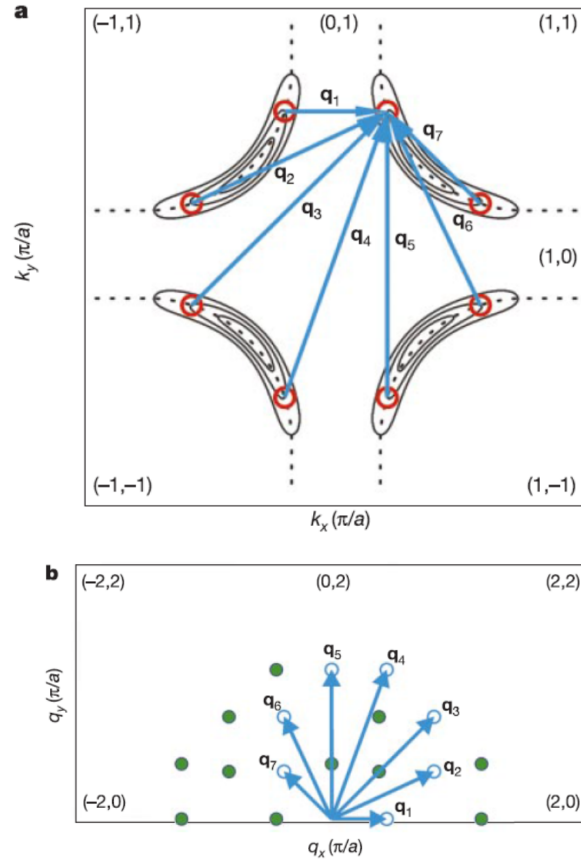 a
(–1,1) (0,1) (1,1)
q1
q7
q2
q3
q6
q4 q5
(1,0)
ky (π/a)
(–1,–1) (1,–1)
kx (π/a)
b
(–2,2) (0,2) (2,2)
q5 q4
q6 q3
q7 q2
q1
qy (π/a)
(–2,0) (2,0)
qx (π/a)